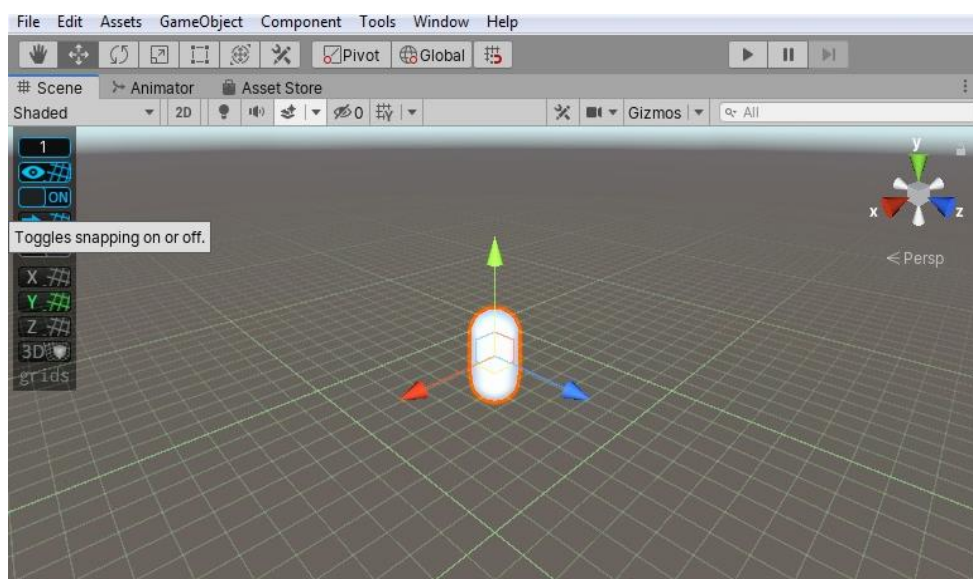 File Edit Assets GameObject Component Tools Window Help
Pivot Global
Scene Animator Asset Store
Shaded 2D 0 Gizmos All
1
ON
Toggles snapping on or off.
X
Y
Z
3D
grids
y
x z
Persp